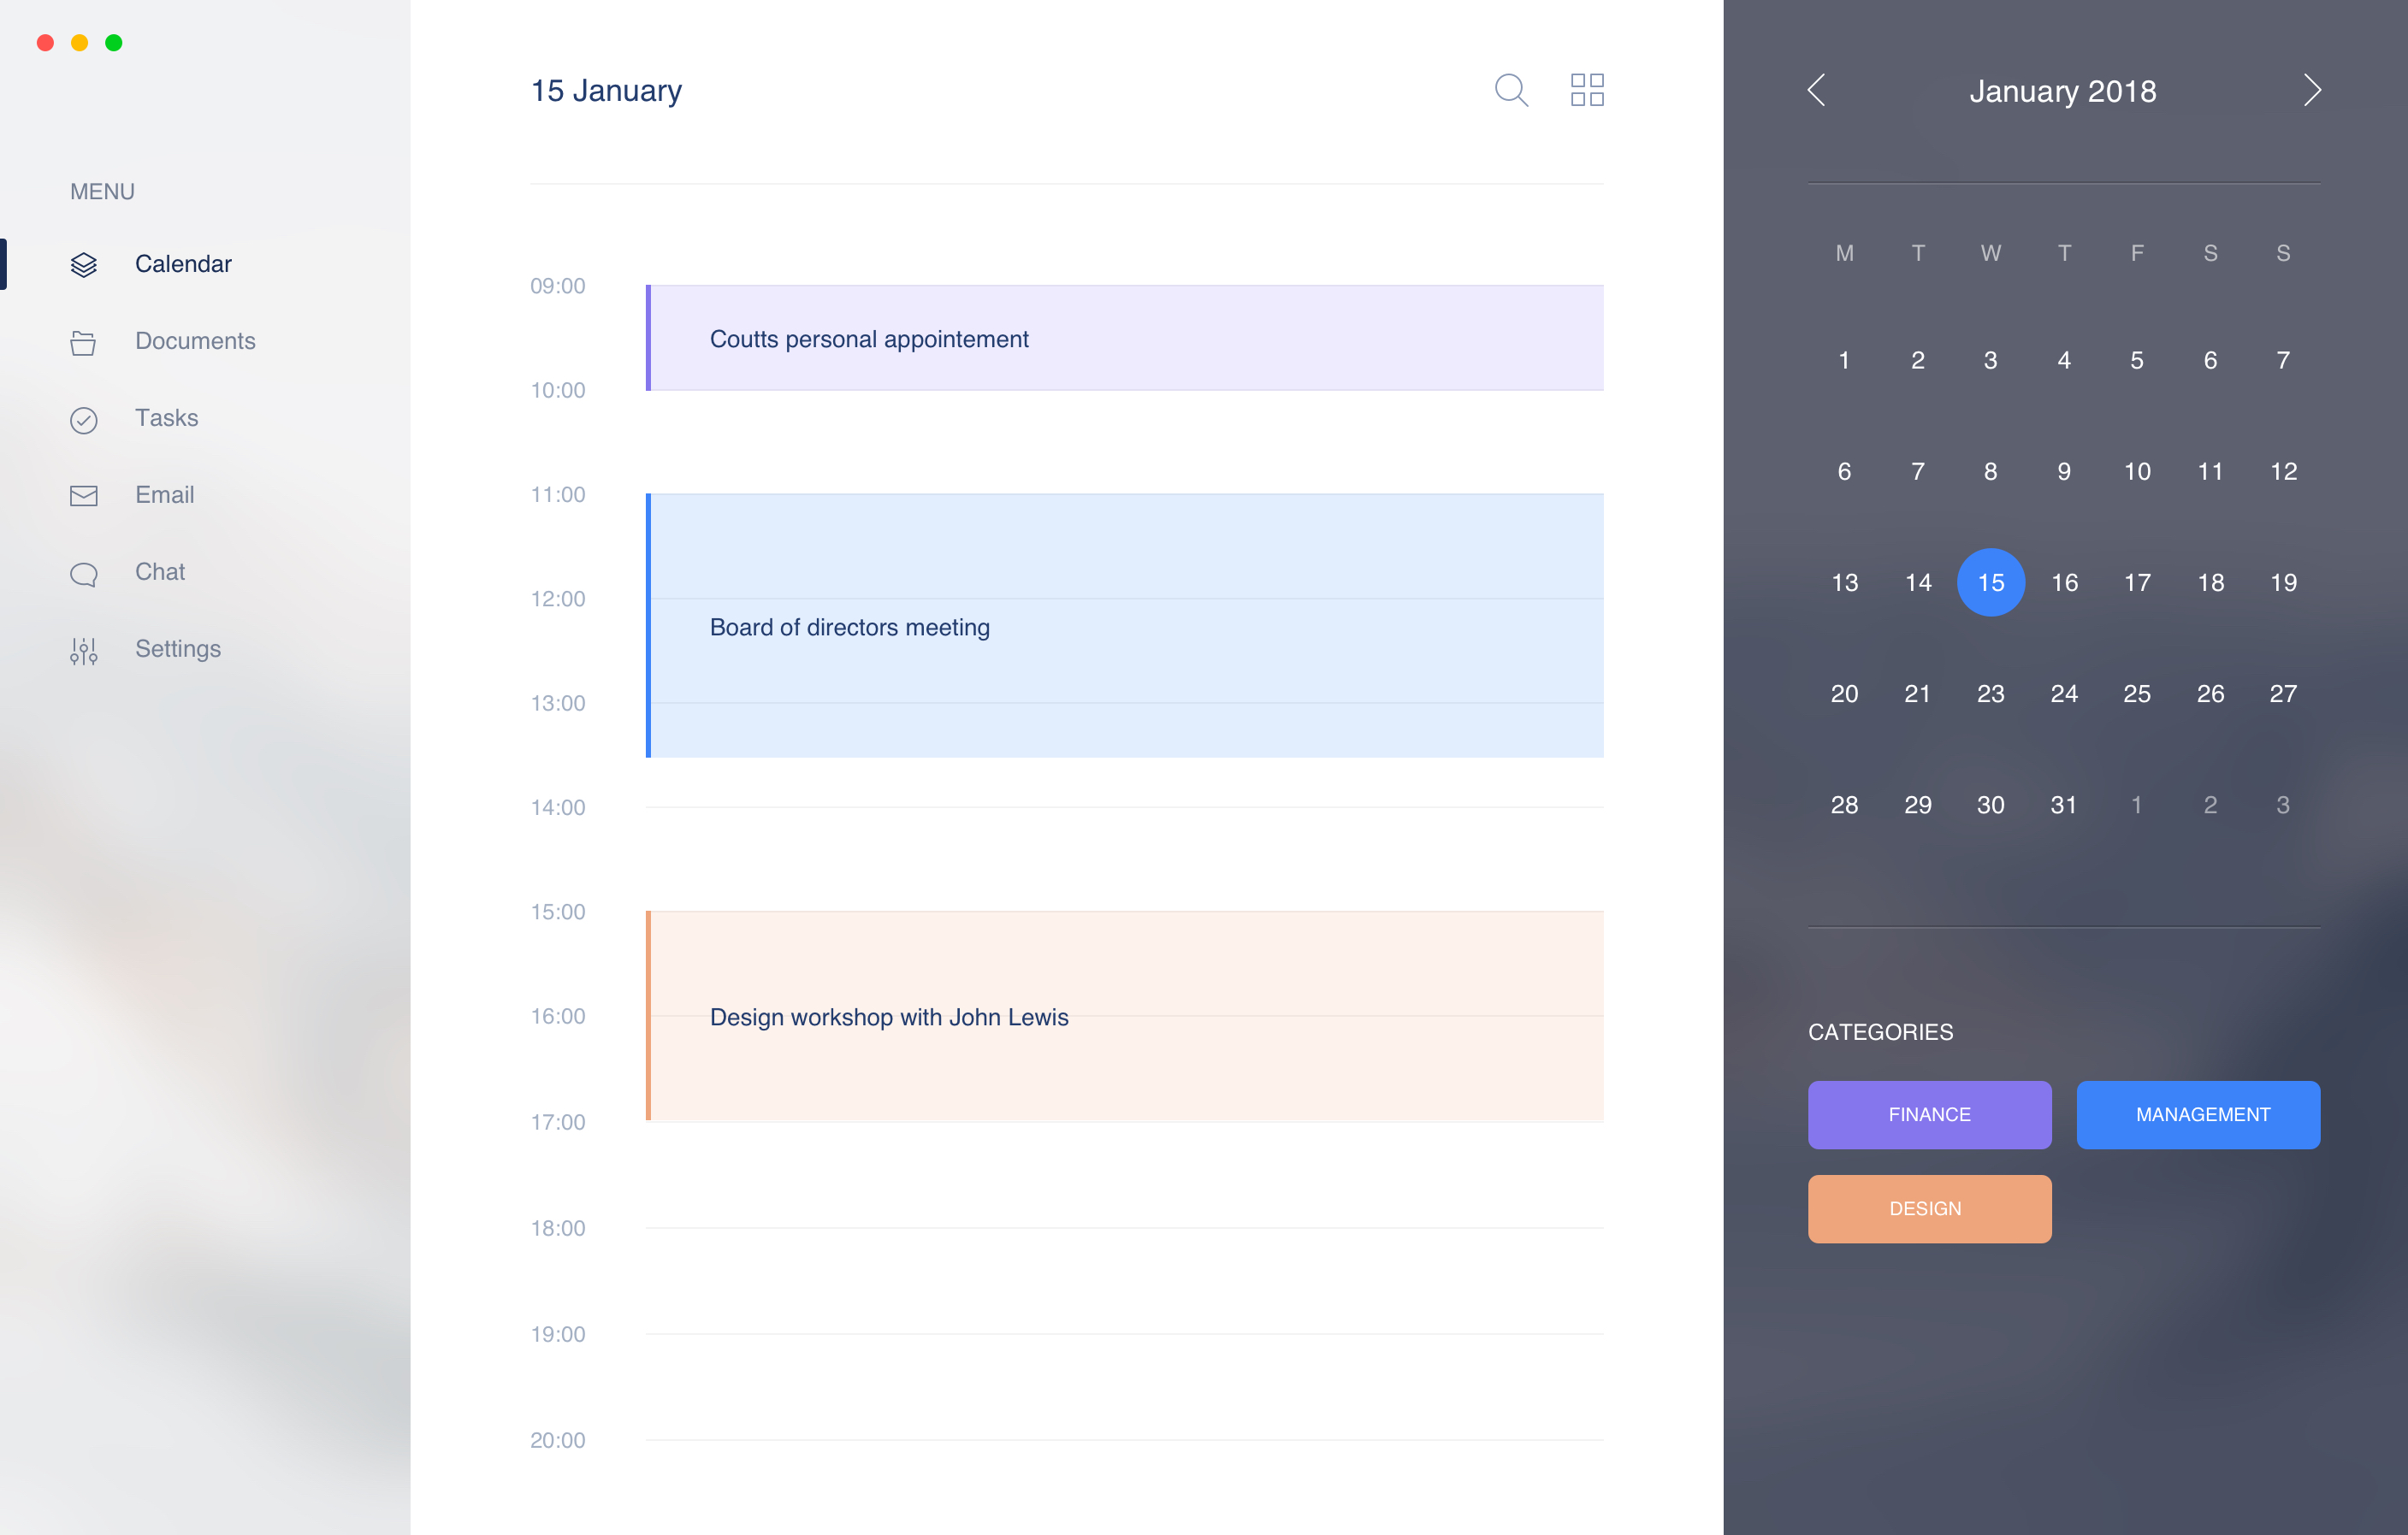 MENU
Calendar
Documents
Tasks
Email
Chat
Settings
15 January
09:00
Coutts personal appointement
10:00
11:00
12:00
Board of directors meeting
13:00
14:00
15:00
16:00
Design workshop with John Lewis
17:00
18:00
19:00
20:00
January 2018
M T W T F S S
1 2 3 4 5 6 7
6 7 8 9 10 11 12
13 14 15 16 17 18 19
20 21 23 24 25 26 27
28 29 30 31 1 2 3
CATEGORIES
FINANCE MANAGEMENT
DESIGN